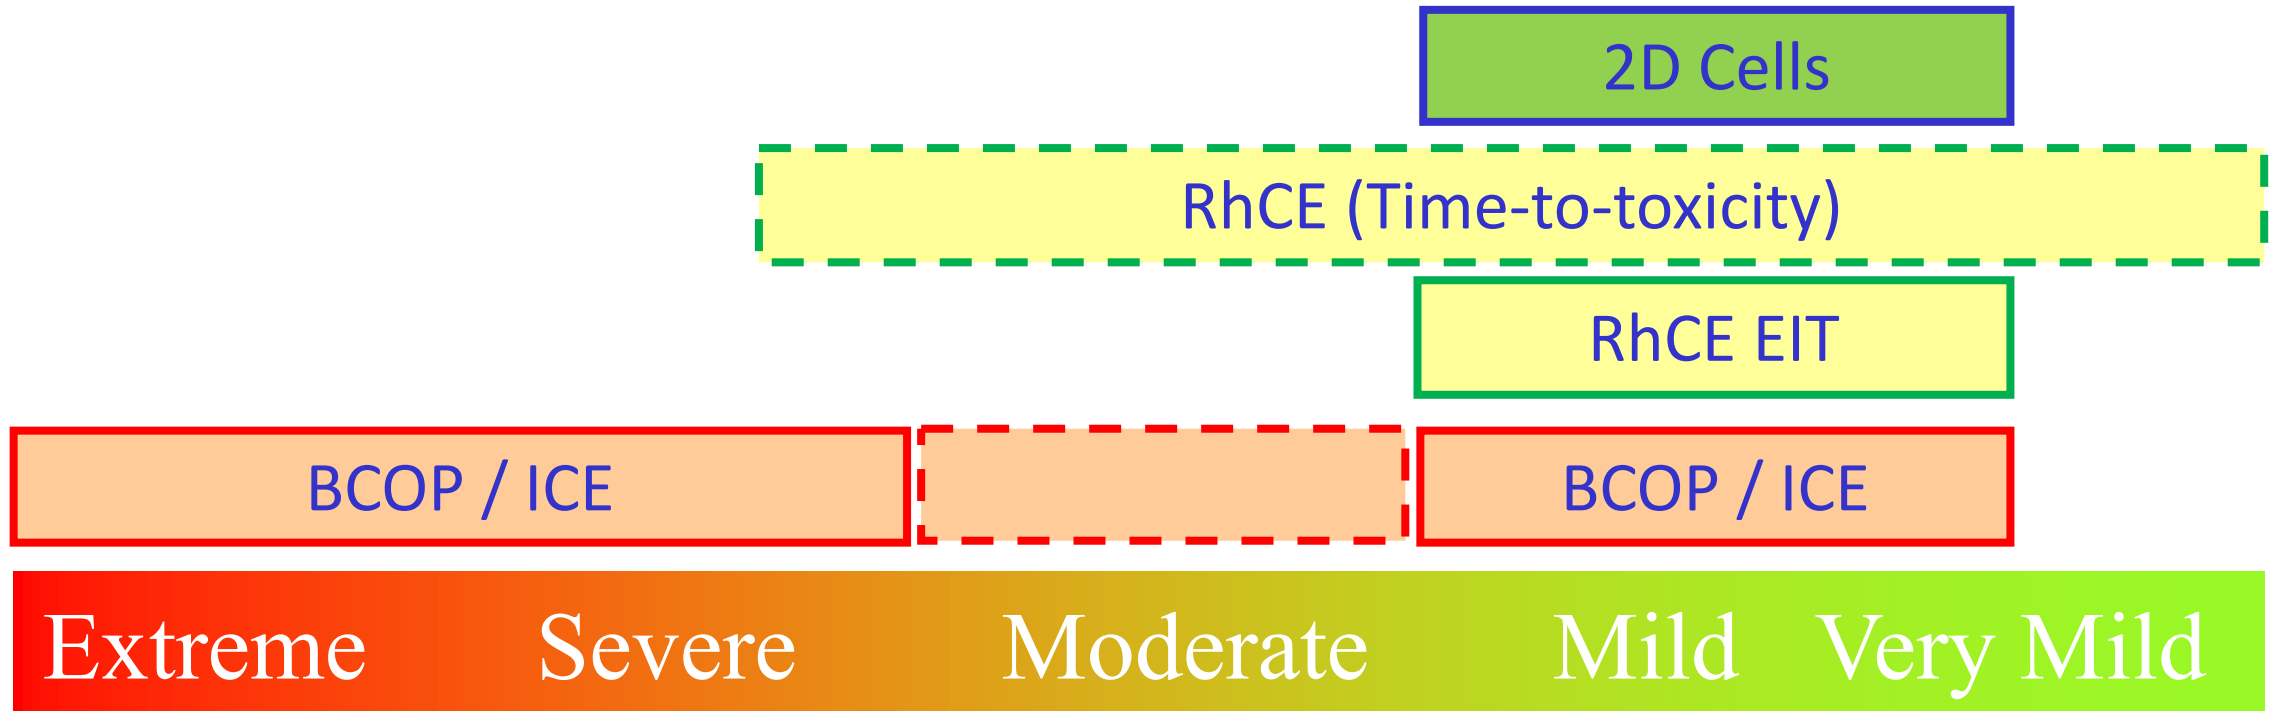 2D Cells
RhCE (Time-to-toxicity)
RhCE EIT
BCOP / ICE
BCOP / ICE
Extreme Severe Moderate Mild Very Mild